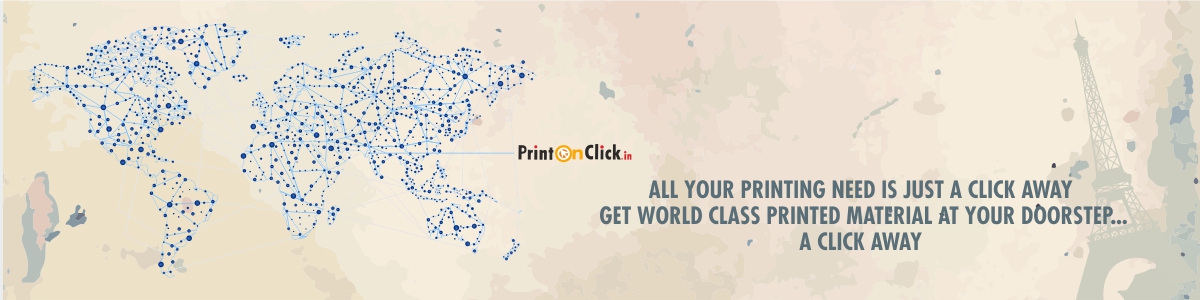 PrintOnClick.in
ALL YOUR PRINTING NEED IS JUST A CLICK AWAY
GET WORLD CLASS PRINTED MATERIAL AT YOUR DOORSTEP...
A CLICK AWAY